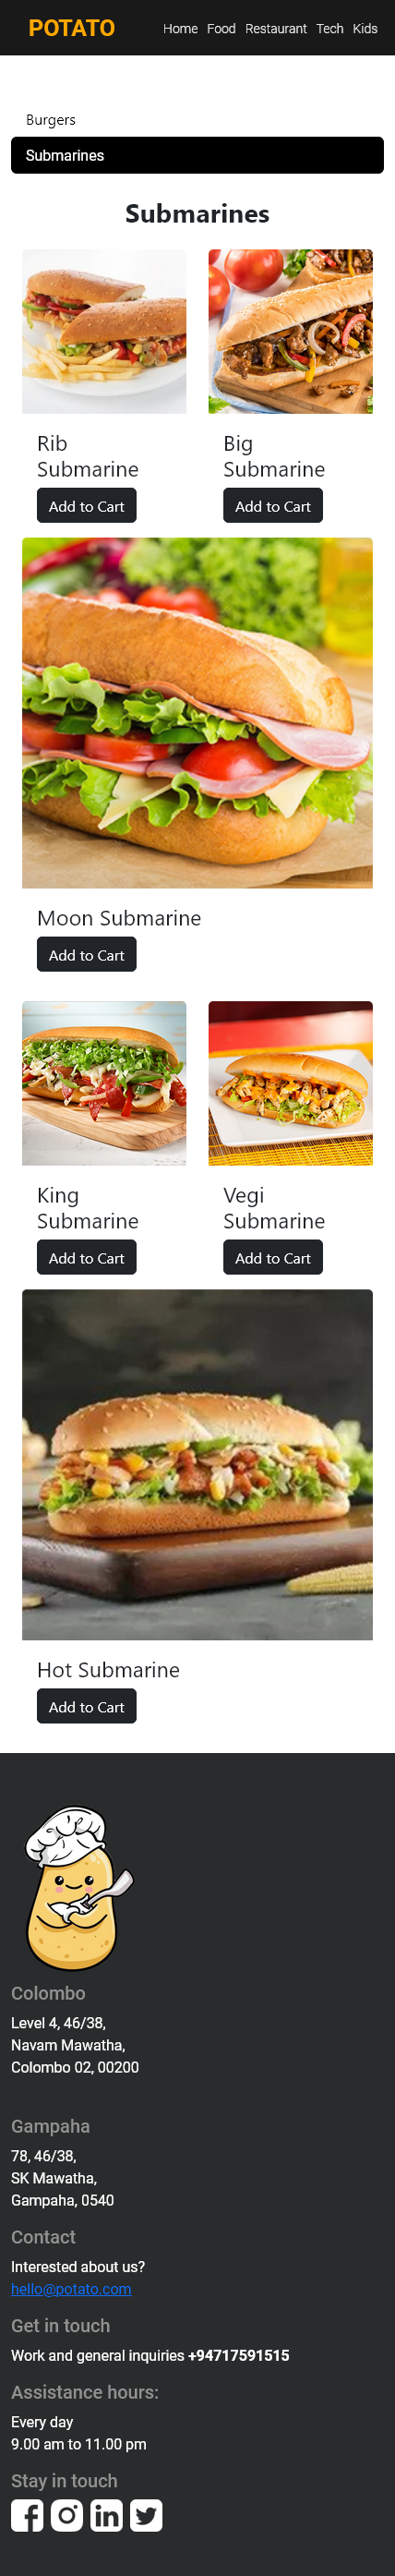 POTATO Home Food Restaurant Tech Kids
Burgers
Submarines
Submarines
Rib
Submarine
Add to Cart
Big
Submarine
Add to Cart
Moon Submarine
Add to Cart
King
Submarine
Add to Cart
Vegi
Submarine
Add to Cart
Hot Submarine
Add to Cart
Colombo
Level 4, 46/38,
Navam Mawatha,
Colombo 02, 00200
Gampaha
78, 46/38,
SK Mawatha,
Gampaha, 0540
Contact
Interested about us?
hello@potato.com
Get in touch
Work and general inquiries +94717591515
Assistance hours:
Every day
9.00 am to 11.00 pm
Stay in touch